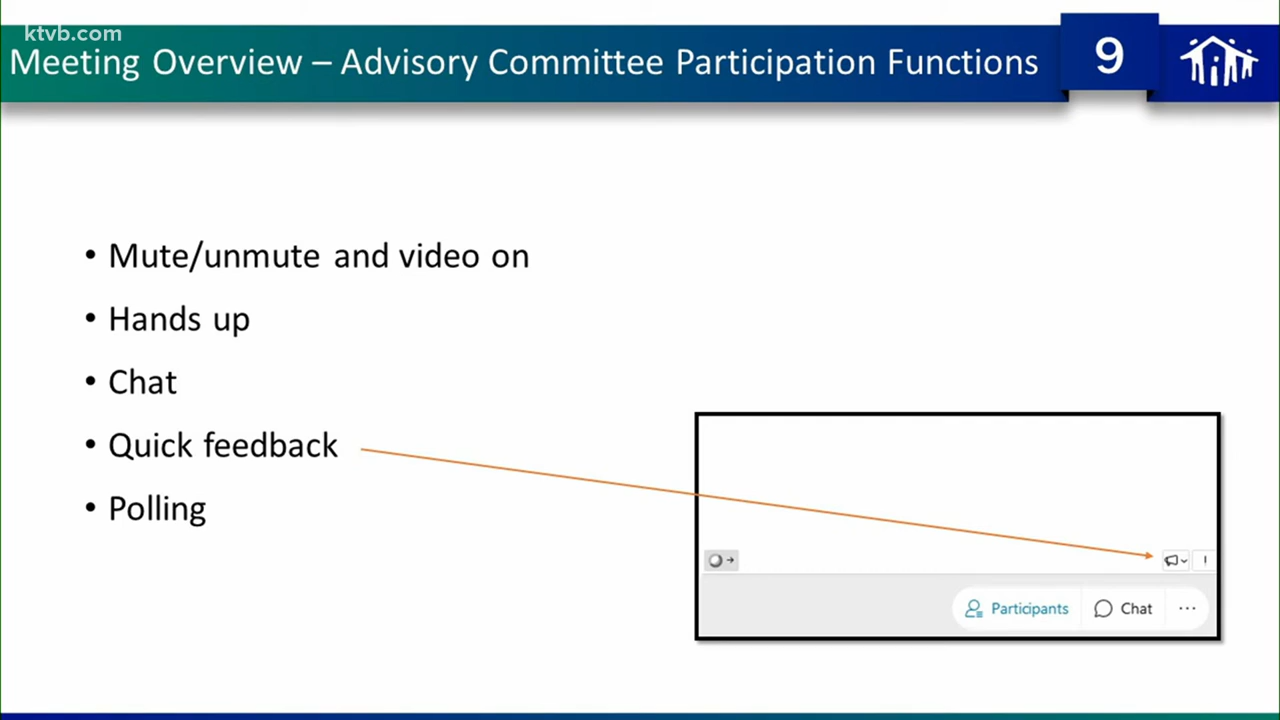 ktvb.com
Meeting Overview – Advisory Committee Participation Functions
9
• Mute/unmute and video on
• Hands up
• Chat
• Quick feedback
• Polling
Participants Chat ...